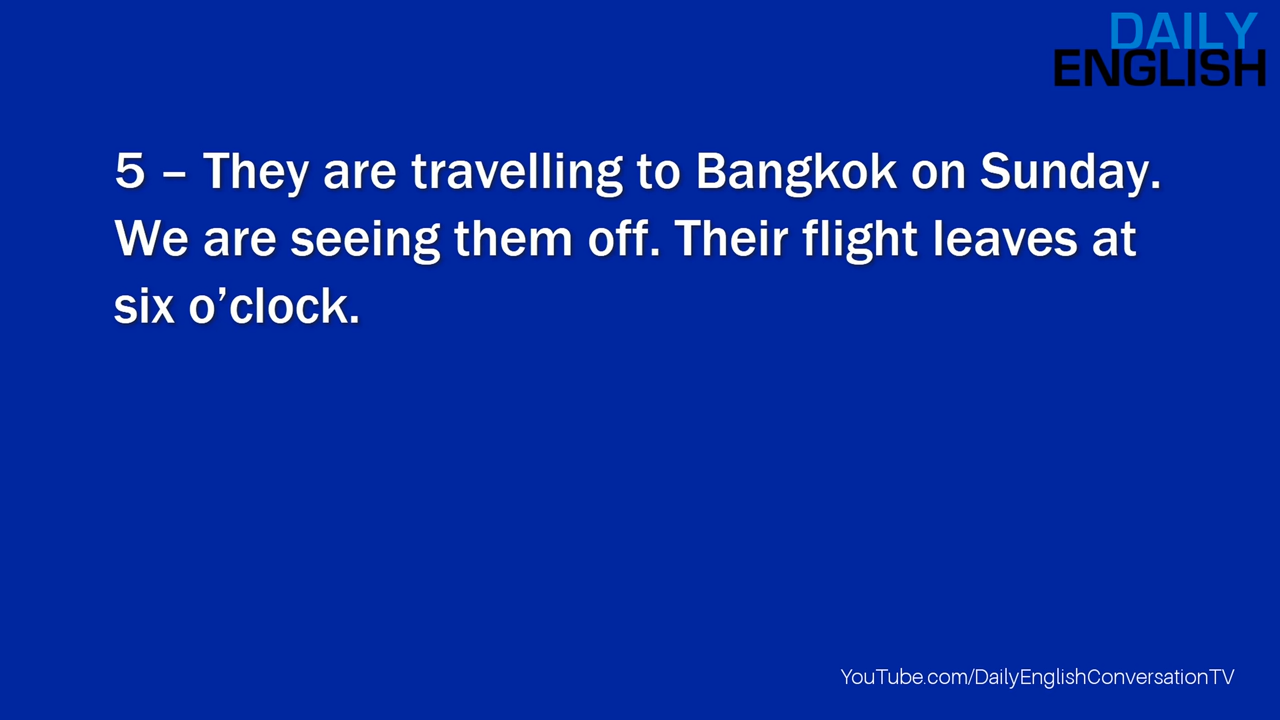 DAILY
ENGLISH
5 – They are travelling to Bangkok on Sunday.
We are seeing them off. Their flight leaves at
six o’clock.
YouTube.com/DailyEnglishConversationTV